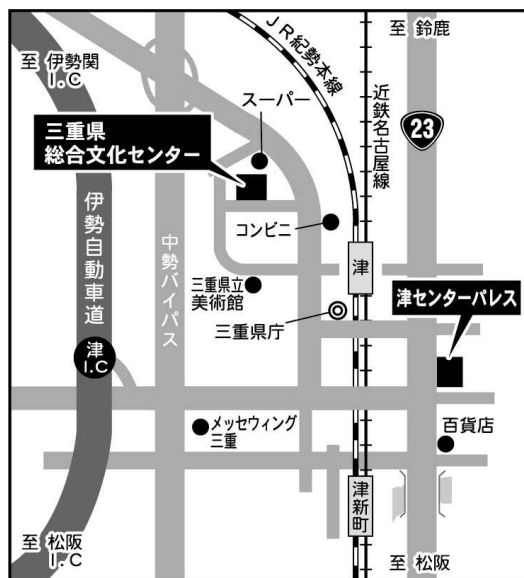 至 鈴鹿
JR紀勢本線
至 伊勢関
I.C
近鉄名古屋線
スーパー
23
三重県
総合文化センター
伊勢自動車道
中勢バイパス
コンビニ
津
三重県立
美術館
津センターパレス
三重県庁
津
I.C
メッセウィング
三重
百貨店
津新町
至 松阪
I.C
至 松阪